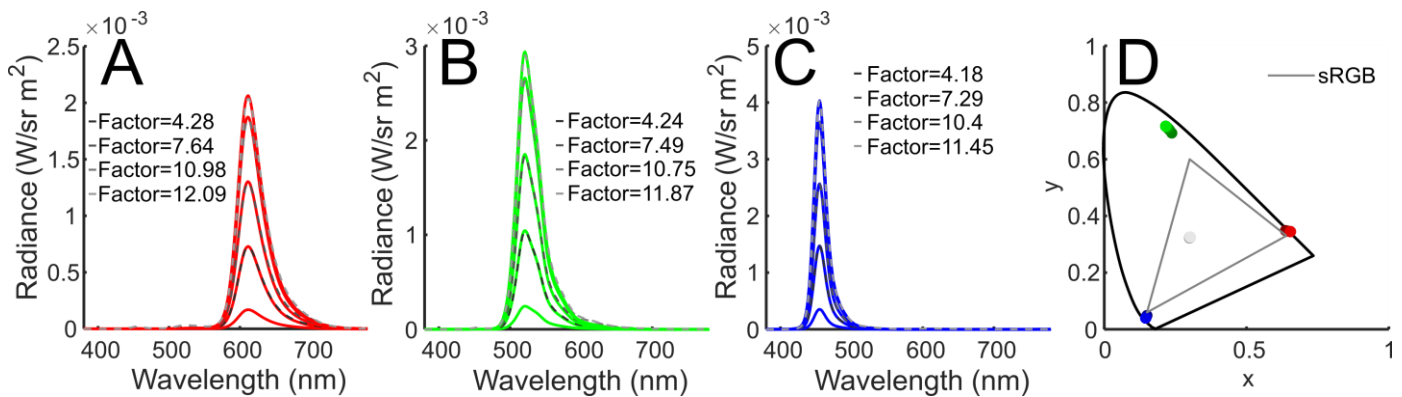 A
×10⁻³
2.5
2
1.5
1
0.5
0
Radiance (W/sr m²)
Factor=4.28
Factor=7.64
Factor=10.98
Factor=12.09
400 500 600 700
Wavelength (nm)
B
×10⁻³
3
2
1
0
Radiance (W/sr m²)
Factor=4.24
Factor=7.49
Factor=10.75
Factor=11.87
400 500 600 700
Wavelength (nm)
C
×10⁻³
5
4
3
2
1
0
Radiance (W/sr m²)
Factor=4.18
Factor=7.29
Factor=10.4
Factor=11.45
400 500 600 700
Wavelength (nm)
D
sRGB
1
0.8
0.6
0.4
0.2
0
y
0 0.5 1
x